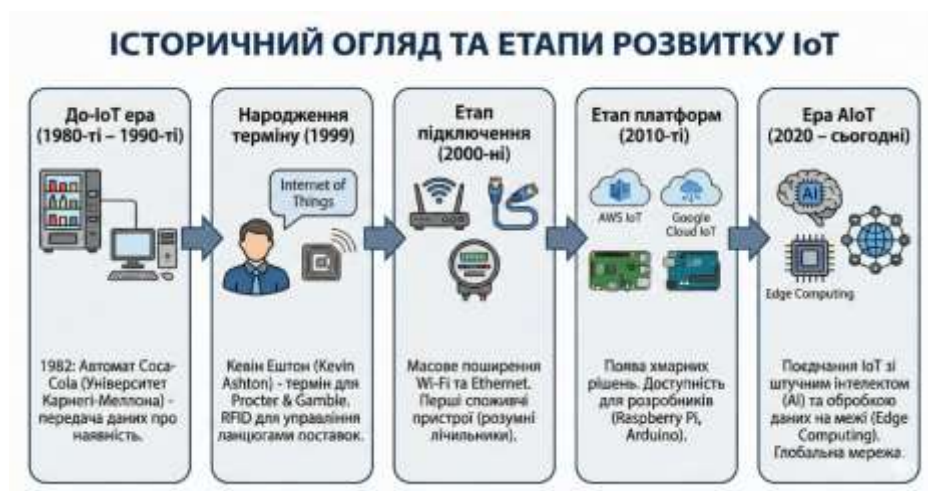 ІСТОРИЧНИЙ ОГЛЯД ТА ЕТАПИ РОЗВИТКУ IoT
До-IoT ера
(1980-ті – 1990-ті)
1982: Автомат Coca-
Cola (Університет
Карнегі-Меллона) -
передача даних про
наявність.
Народження
терміну (1999)
Internet of
Things
Кевін Ештон (Kevin
Ashton) - термін для
Procter & Gamble.
RFID для управління
ланцюгами поставок.
Етап
підключення
(2000-ні)
Масове поширення
Wi-Fi та Ethernet.
Перші споживчі
пристрої (розумні
лічильники).
Етап платформ
(2010-ті)
AWS IoT
Google
Cloud IoT
Поява хмарних
рішень. Доступність
для розробників
(Raspberry Pi,
Arduino).
Ера AIoT
(2020 – сьогодні)
AI
Edge Computing
Поєднання IoT зі
штучним інтелектом
(AI) та обробкою
даних на межі (Edge
Computing).
Глобальна мережа.